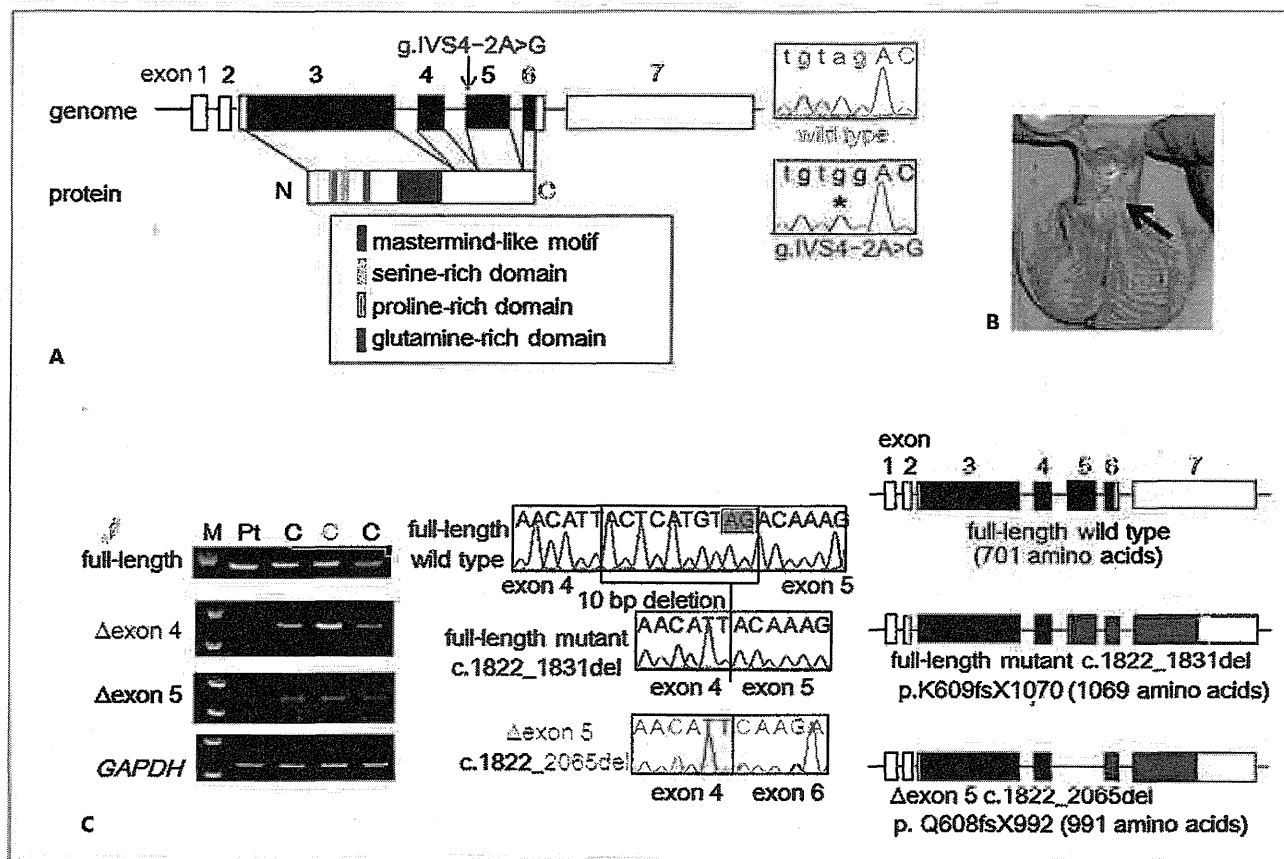 g.IVS4-2A>G
exon 1 2 3 4 5 6 7
genome
tgtagAC
wild type
protein
N C
tgtggAC
*
g.IVS4-2A>G
mastermind-like motif
serine-rich domain
proline-rich domain
glutamine-rich domain
A
B
exon
1 2 3 4 5 6 7
full-length wild type
(701 amino acids)
M Pt C C C
full-length
Δexon 4
Δexon 5
GAPDH
full-length
wild type
AACATTACTCATGTAGACAAAG
exon 4 exon 5
10 bp deletion
full-length mutant
c.1822_1831del
AACATTACAAAG
exon 4 exon 5
Δexon 5
c.1822_2065del
AACATTCAAGA
exon 4 exon 6
full-length mutant c.1822_1831del
p.K609fsX1070 (1069 amino acids)
Δexon 5 c.1822_2065del
p. Q608fsX992 (991 amino acids)
C